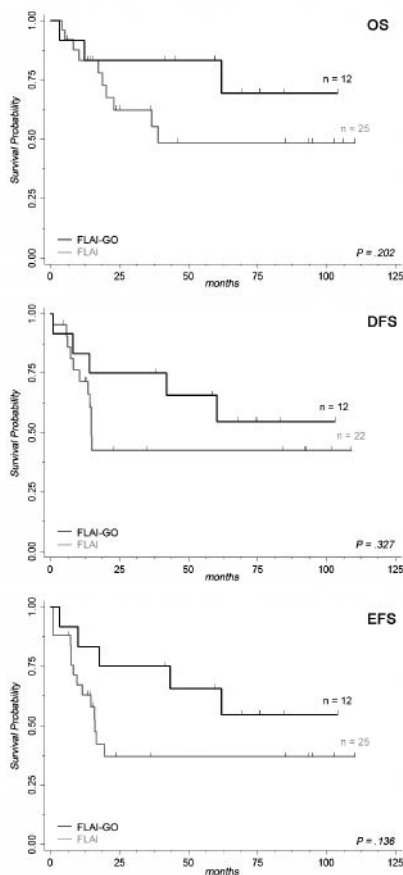 OS
1.00
0.75
0.50
0.25
0.00
Survival Probability
n = 12
n = 25
FLAI-GO
FLAI
P = .202
0
25
50
75
100
125
months
DFS
1.00
0.75
0.50
0.25
0.00
Survival Probability
n = 12
n = 22
FLAI-GO
FLAI
P = .327
0
25
50
75
100
125
months
EFS
1.00
0.75
0.50
0.25
0.00
Survival Probability
n = 12
n = 25
FLAI-GO
FLAI
P = .136
0
25
50
75
100
125
months